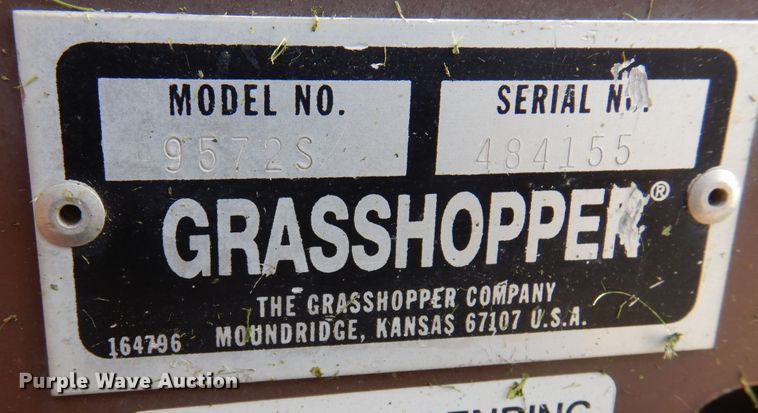 MODEL NO.
9572S
SERIAL NO.
484155
GRASSHOPPER®
THE GRASSHOPPER COMPANY
MOUNDRIDGE, KANSAS 67107 U.S.A.
164796
Purple Wave Auction